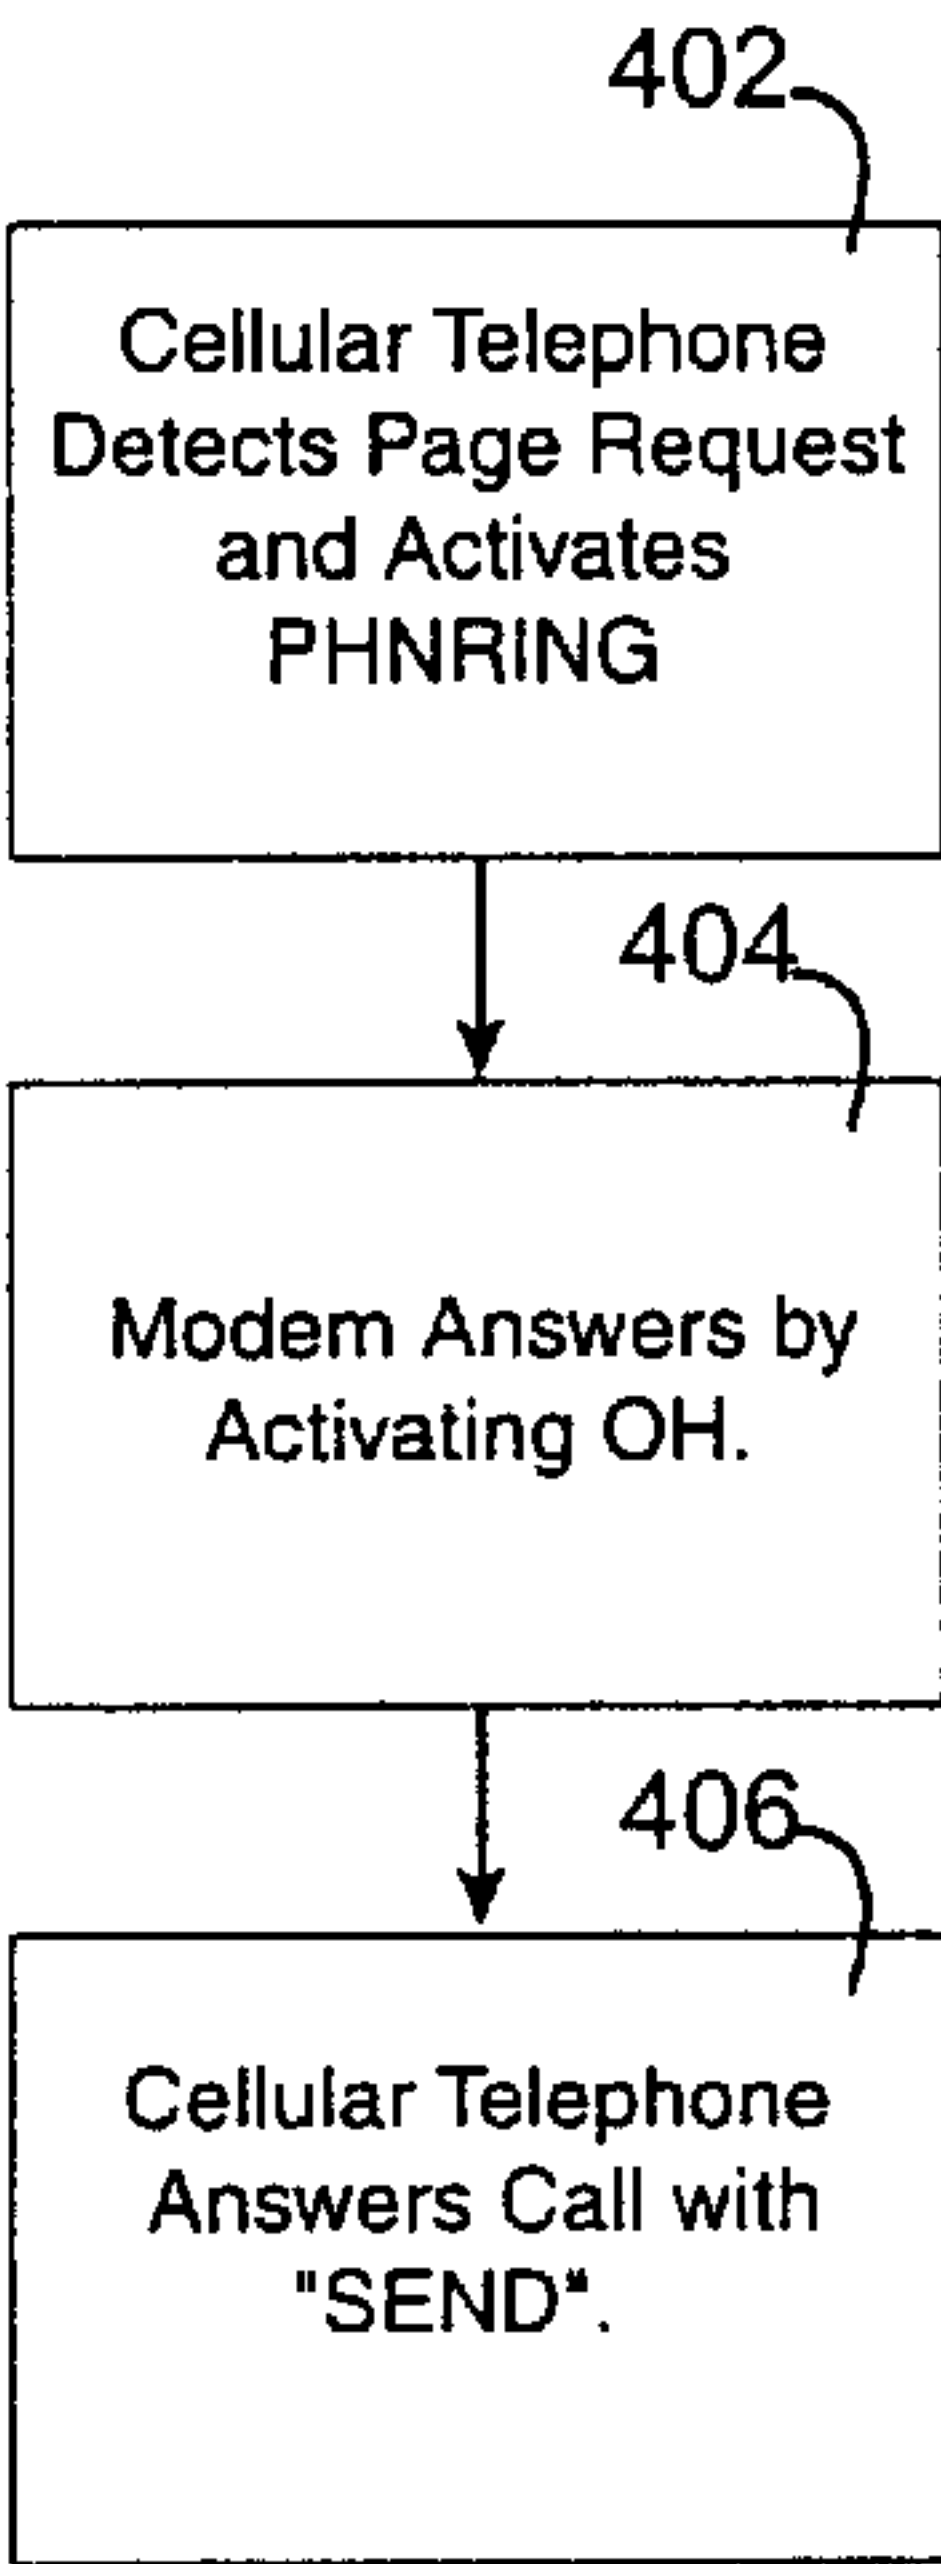 402
Cellular Telephone
Detects Page Request
and Activates
PHNRING
404
Modem Answers by
Activating OH.
406
Cellular Telephone
Answers Call with
"SEND".